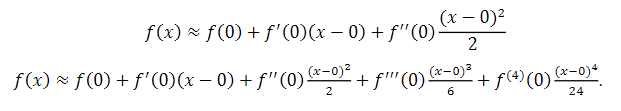 f(x) ≈ f(0) + f′(0)(x − 0) + f′′(0) (x − 0)²/2
f(x) ≈ f(0) + f′(0)(x − 0) + f′′(0) (x−0)²/2 + f′′′(0) (x−0)³/6 + f⁽⁴⁾(0) (x−0)⁴/24.